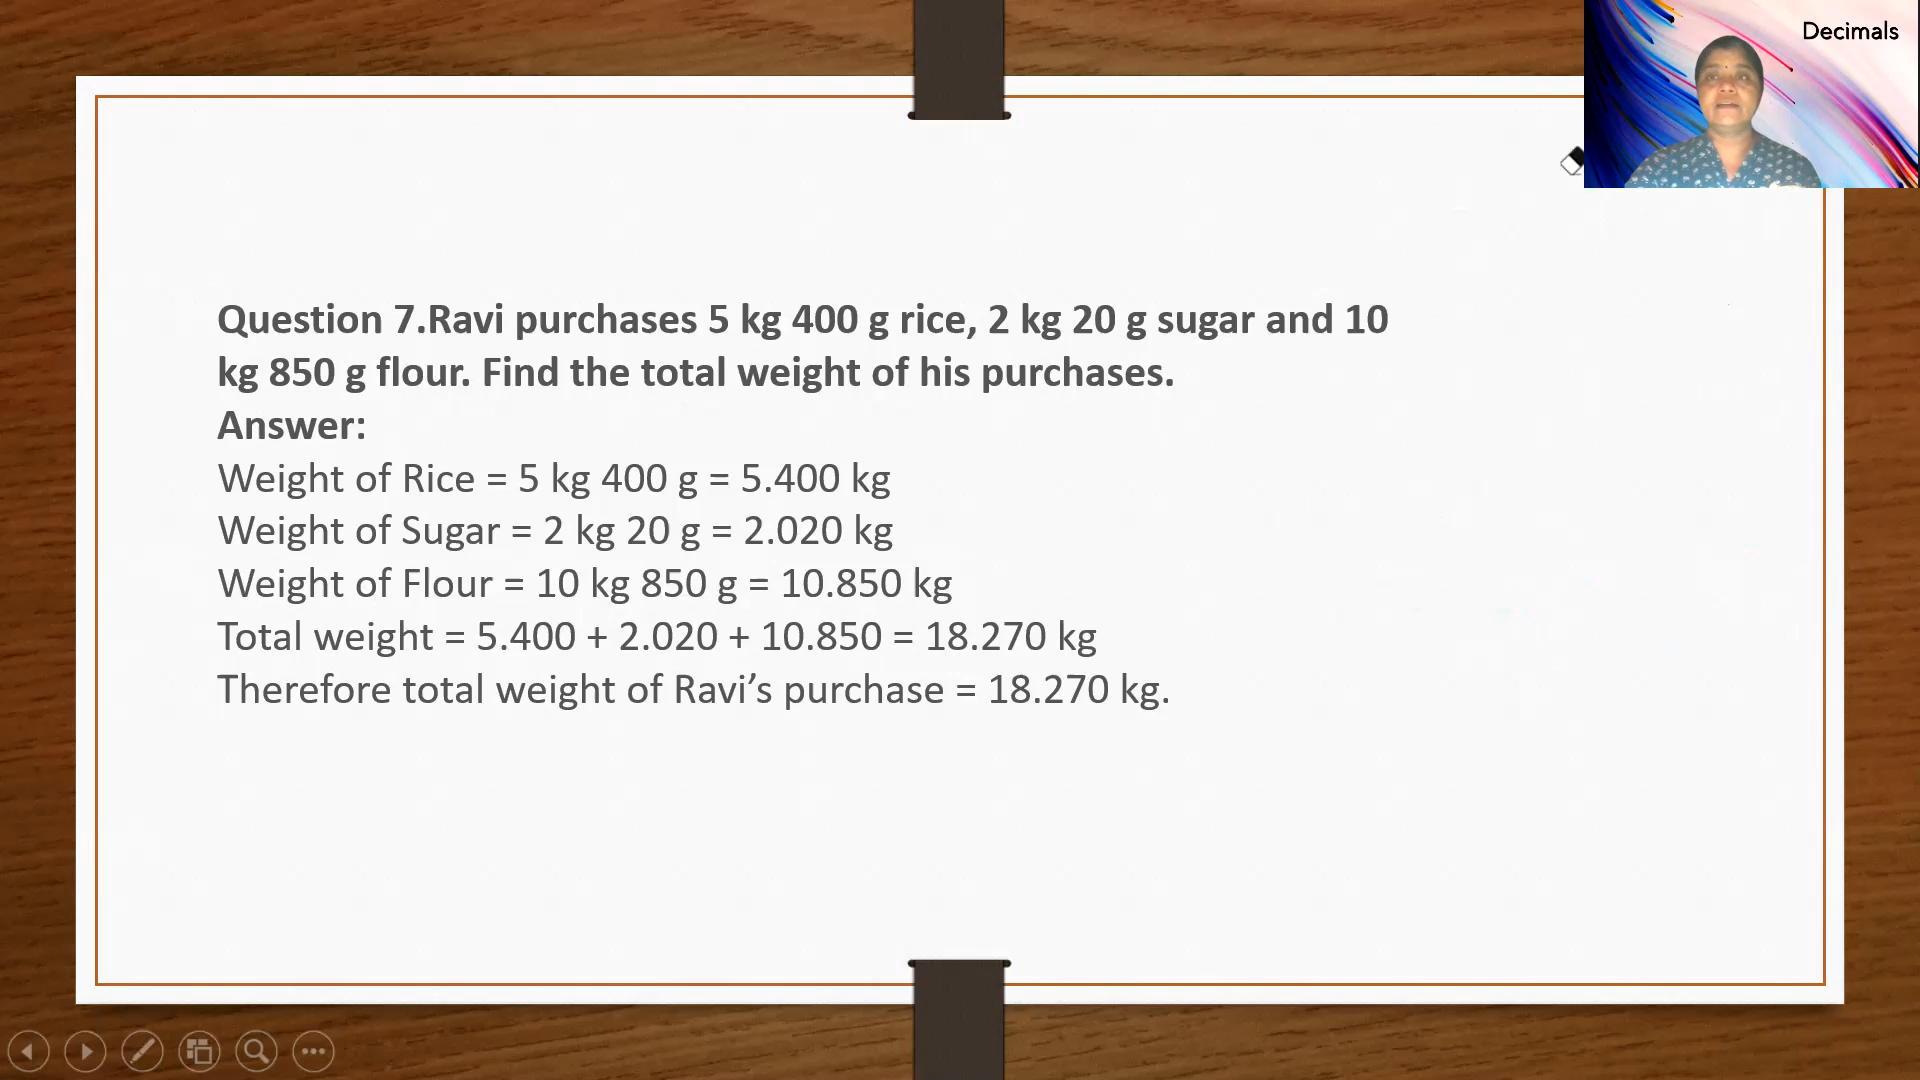 Decimals
Question 7.Ravi purchases 5 kg 400 g rice, 2 kg 20 g sugar and 10
kg 850 g flour. Find the total weight of his purchases.
Answer:
Weight of Rice = 5 kg 400 g = 5.400 kg
Weight of Sugar = 2 kg 20 g = 2.020 kg
Weight of Flour = 10 kg 850 g = 10.850 kg
Total weight = 5.400 + 2.020 + 10.850 = 18.270 kg
Therefore total weight of Ravi’s purchase = 18.270 kg.